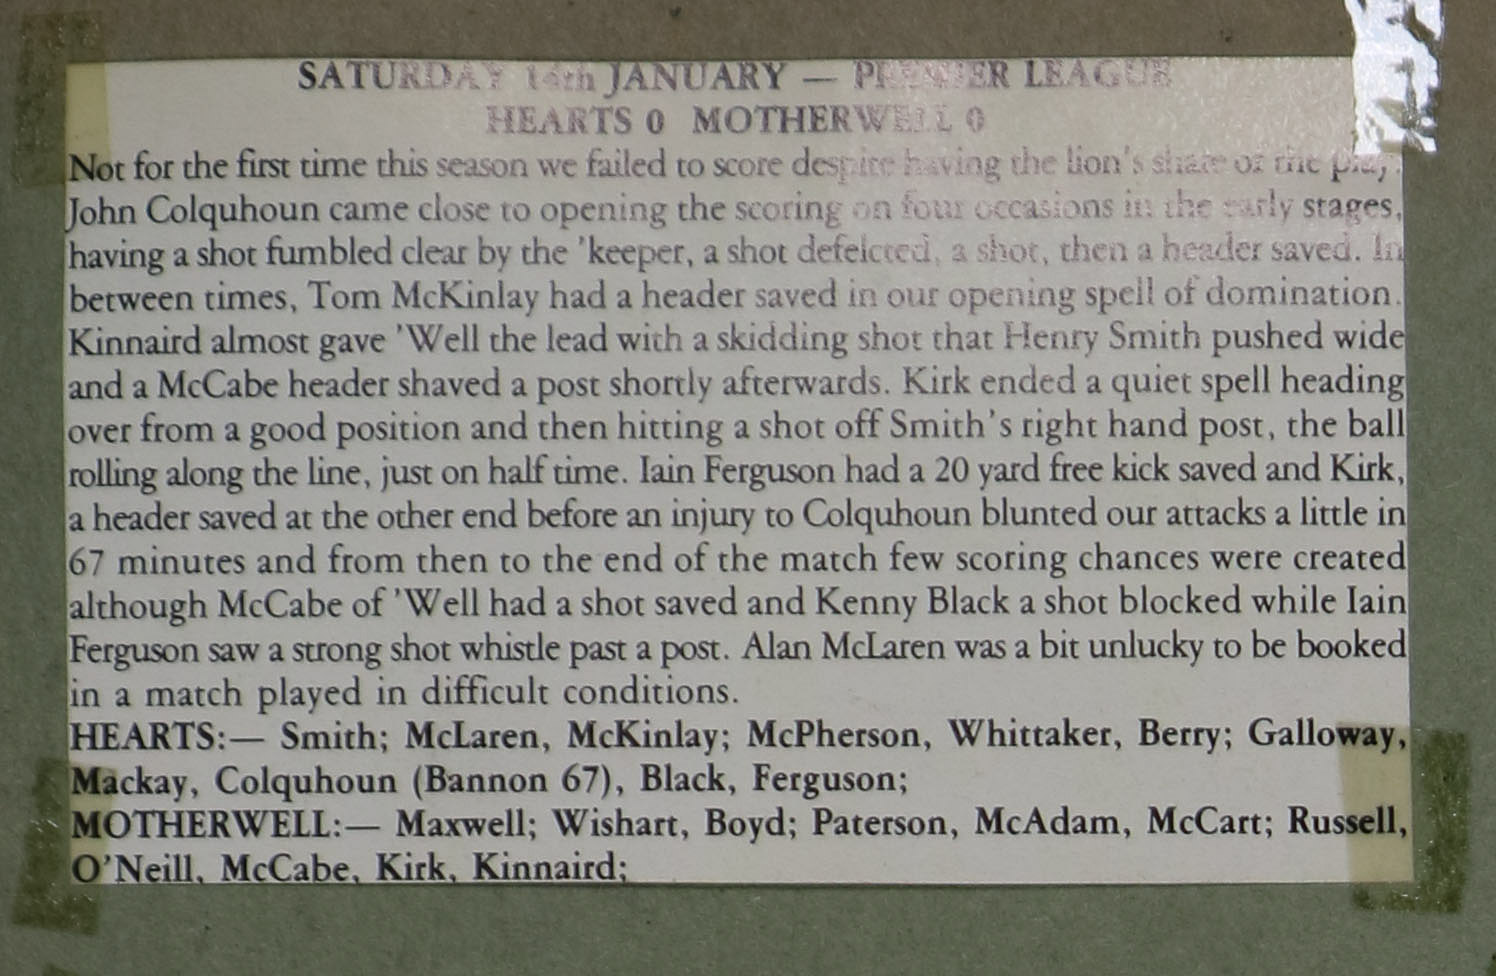 SATURDAY 14th JANUARY — PREMIER LEAGUE
HEARTS 0 MOTHERWELL 0
Not for the first time this season we failed to score despite having the lion's share of the play.
John Colquhoun came close to opening the scoring on four occasions in the early stages,
having a shot fumbled clear by the 'keeper, a shot defelcted, a shot, then a header saved. In
between times, Tom McKinlay had a header saved in our opening spell of domination.
Kinnaird almost gave 'Well the lead with a skidding shot that Henry Smith pushed wide
and a McCabe header shaved a post shortly afterwards. Kirk ended a quiet spell heading
over from a good position and then hitting a shot off Smith's right hand post, the ball
rolling along the line, just on half time. Iain Ferguson had a 20 yard free kick saved and Kirk,
a header saved at the other end before an injury to Colquhoun blunted our attacks a little in
67 minutes and from then to the end of the match few scoring chances were created
although McCabe of 'Well had a shot saved and Kenny Black a shot blocked while Iain
Ferguson saw a strong shot whistle past a post. Alan McLaren was a bit unlucky to be booked
in a match played in difficult conditions.
HEARTS:— Smith; McLaren, McKinlay; McPherson, Whittaker, Berry; Galloway,
Mackay, Colquhoun (Bannon 67), Black, Ferguson;
MOTHERWELL:— Maxwell; Wishart, Boyd; Paterson, McAdam, McCart; Russell,
O'Neill, McCabe, Kirk, Kinnaird;